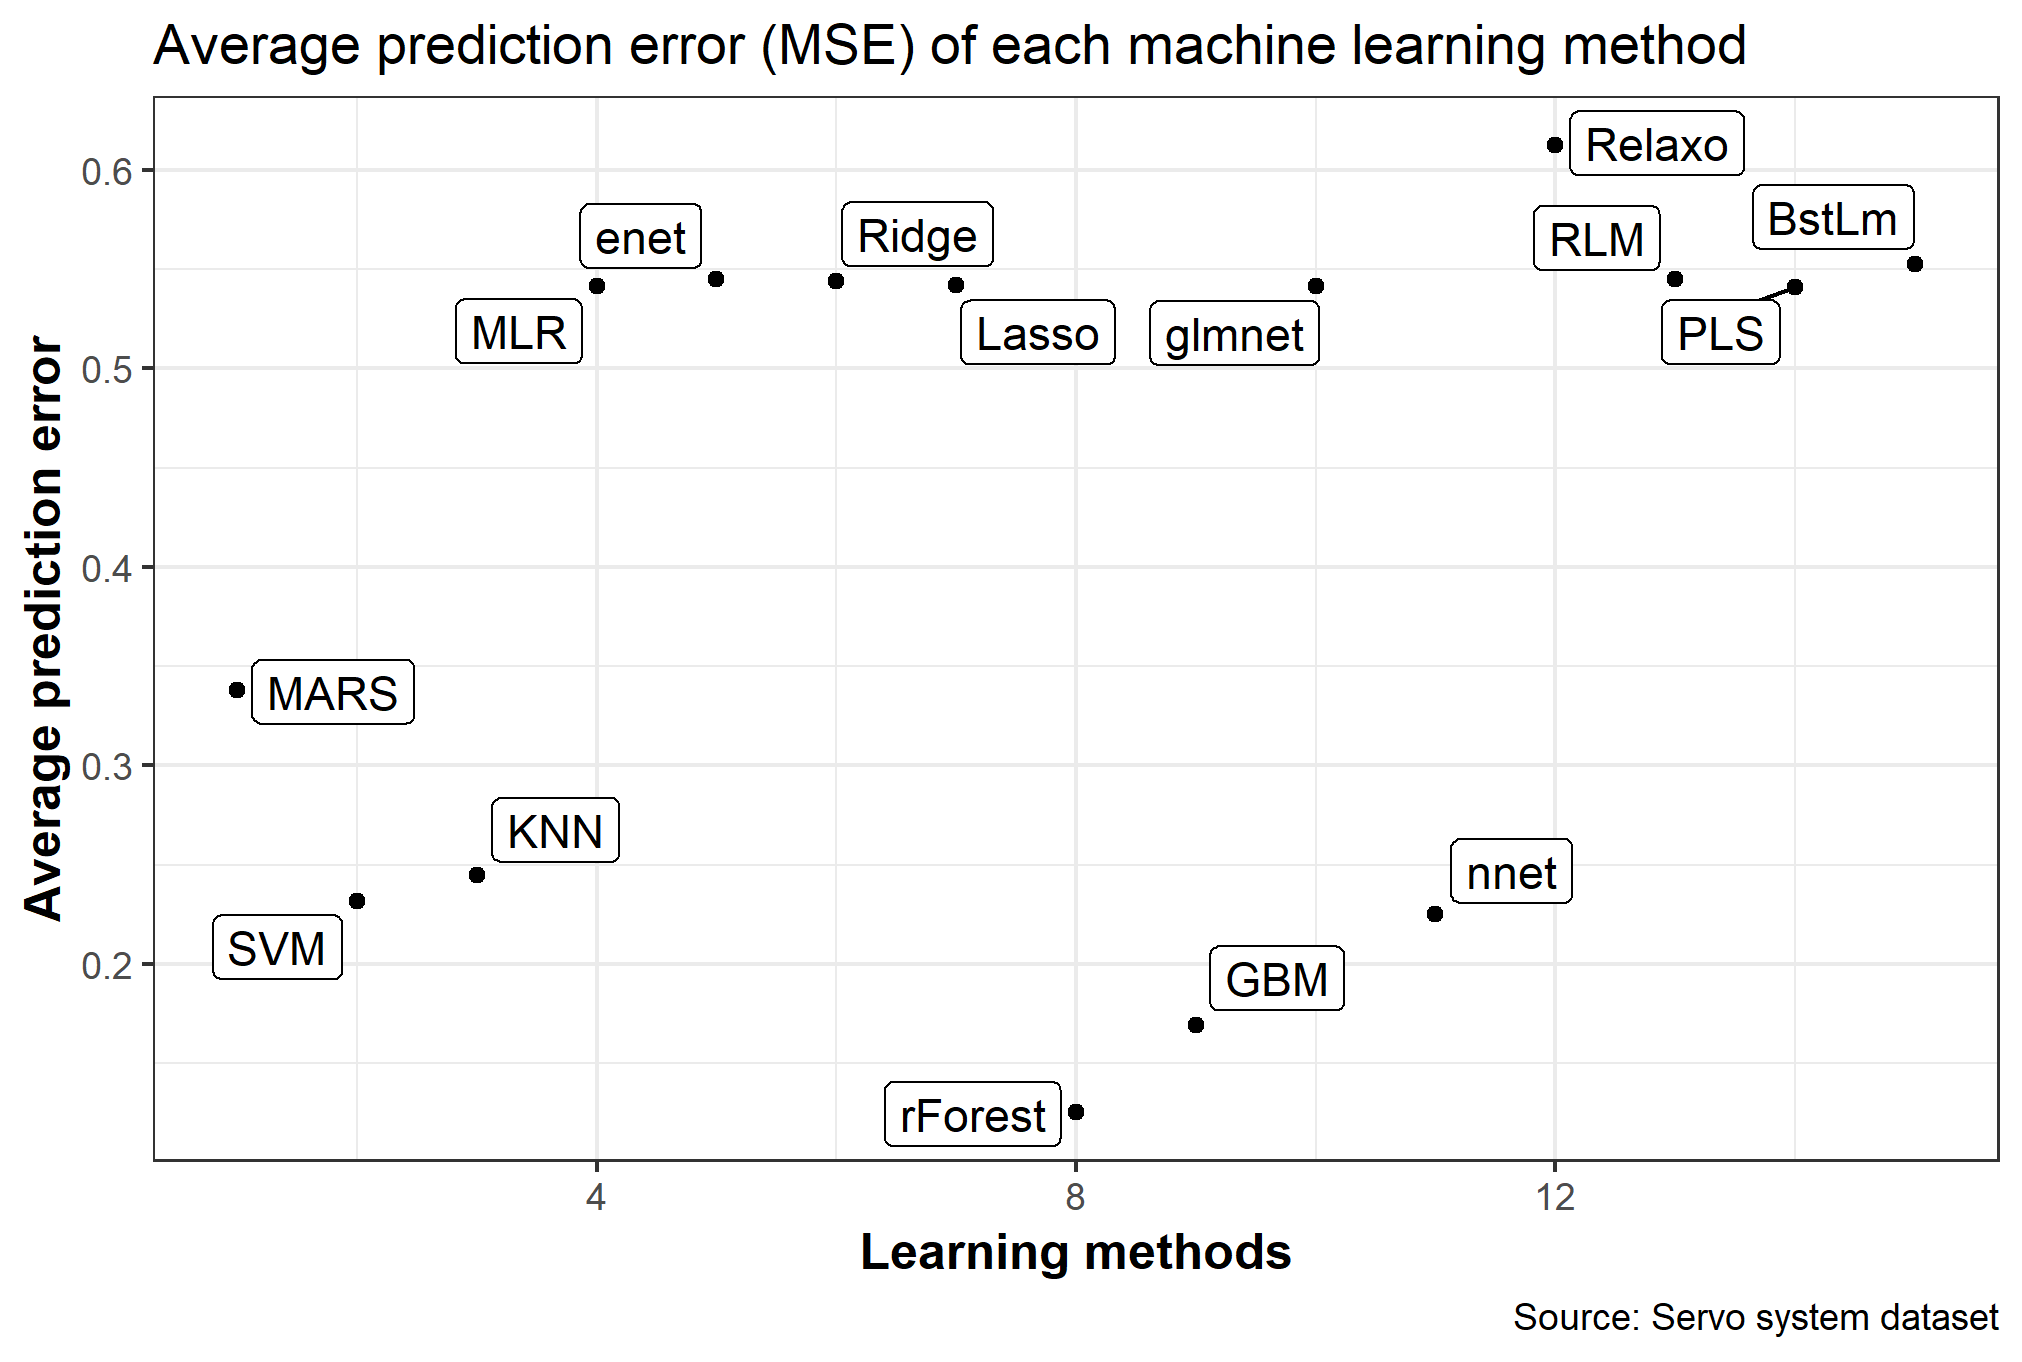 Average prediction error (MSE) of each machine learning method
Average prediction error
0.6
0.5
0.4
0.3
0.2
Relaxo
BstLm
enet
Ridge
RLM
MLR
Lasso
glmnet
PLS
MARS
KNN
nnet
SVM
GBM
rForest
4
8
12
Learning methods
Source: Servo system dataset